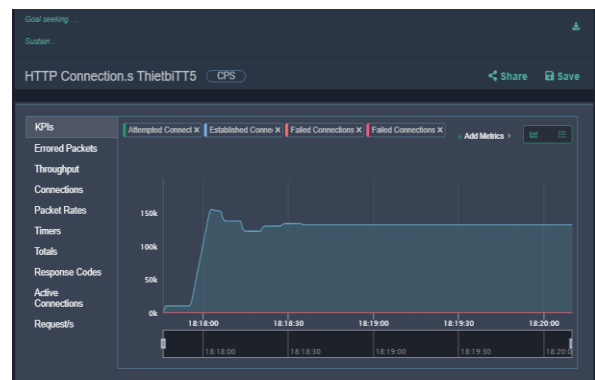 Goal seeking ...
Sustain .
HTTP Connection.s ThietbiTT5 CPS Share Save
KPIs
Errored Packets
Throughput
Connections
Packet Rates
Timers
Totals
Response Codes
Active
Connections
Request/s
Attempted Connect × Established Conne × Failed Connections × Failed Connections × + Add Metrics >
150k
100k
50k
0k
18:18:00 18:18:30 18:19:00 18:19:30 18:20:00
18:18:00 18:18:30 18:19:00 18:19:30 18:20:0